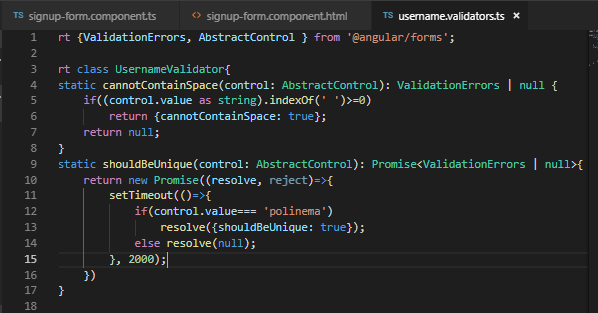 TS signup-form.component.ts <> signup-form.component.html TS username.validators.ts ×
1 rt {ValidationErrors, AbstractControl } from '@angular/forms';
2
3 rt class UsernameValidator{
4 static cannotContainSpace(control: AbstractControl): ValidationErrors | null {
5 if((control.value as string).indexOf(' ')>=0)
6 return {cannotContainSpace: true};
7 return null;
8 }
9 static shouldBeUnique(control: AbstractControl): Promise<ValidationErrors | null>{
10 return new Promise((resolve, reject)=>{
11 setTimeout(()=>{
12 if(control.value=== 'polinema')
13 resolve({shouldBeUnique: true});
14 else resolve(null);
15 }, 2000);
16 })
17 }
18